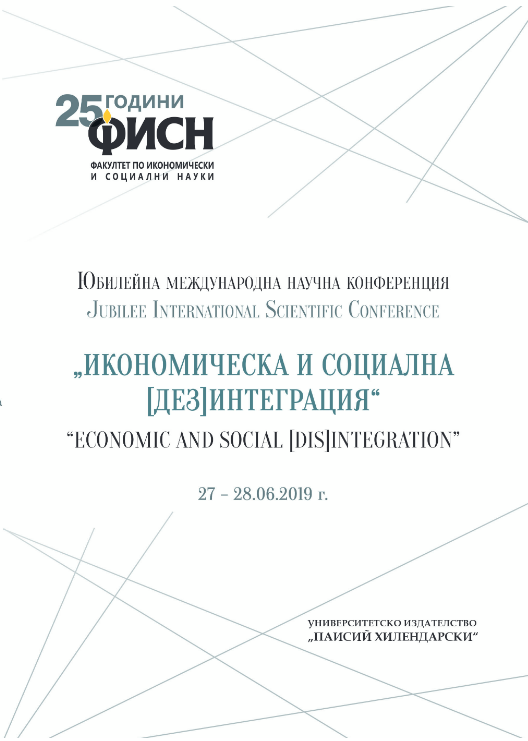 25 ГОДИНИ
ФИСН
ФАКУЛТЕТ ПО ИКОНОМИЧЕСКИ
И СОЦИАЛНИ НАУКИ
Юбилейна международна научна конференция
Jubilee International Scientific Conference
„ИКОНОМИЧЕСКА И СОЦИАЛНА
[ДЕЗ]ИНТЕГРАЦИЯ“
“ECONOMIC AND SOCIAL [DIS]INTEGRATION”
27 – 28.06.2019 г.
УНИВЕРСИТЕТСКО ИЗДАТЕЛСТВО
„ПАИСИЙ ХИЛЕНДАРСКИ“